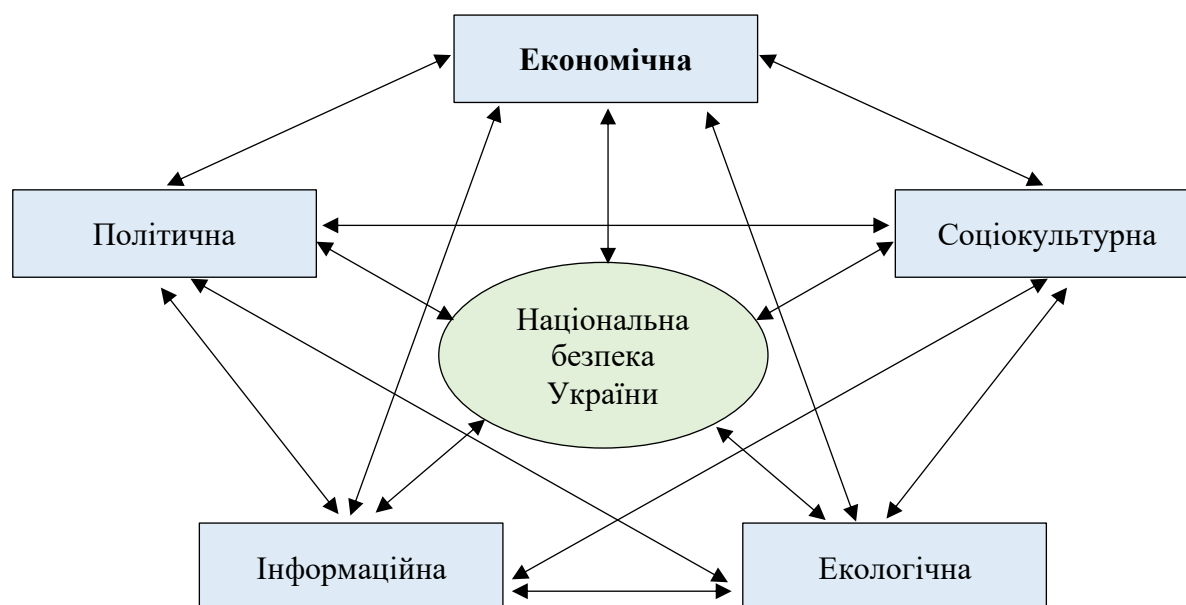 Економічна
Політична
Соціокультурна
Національна
безпека
України
Інформаційна
Екологічна